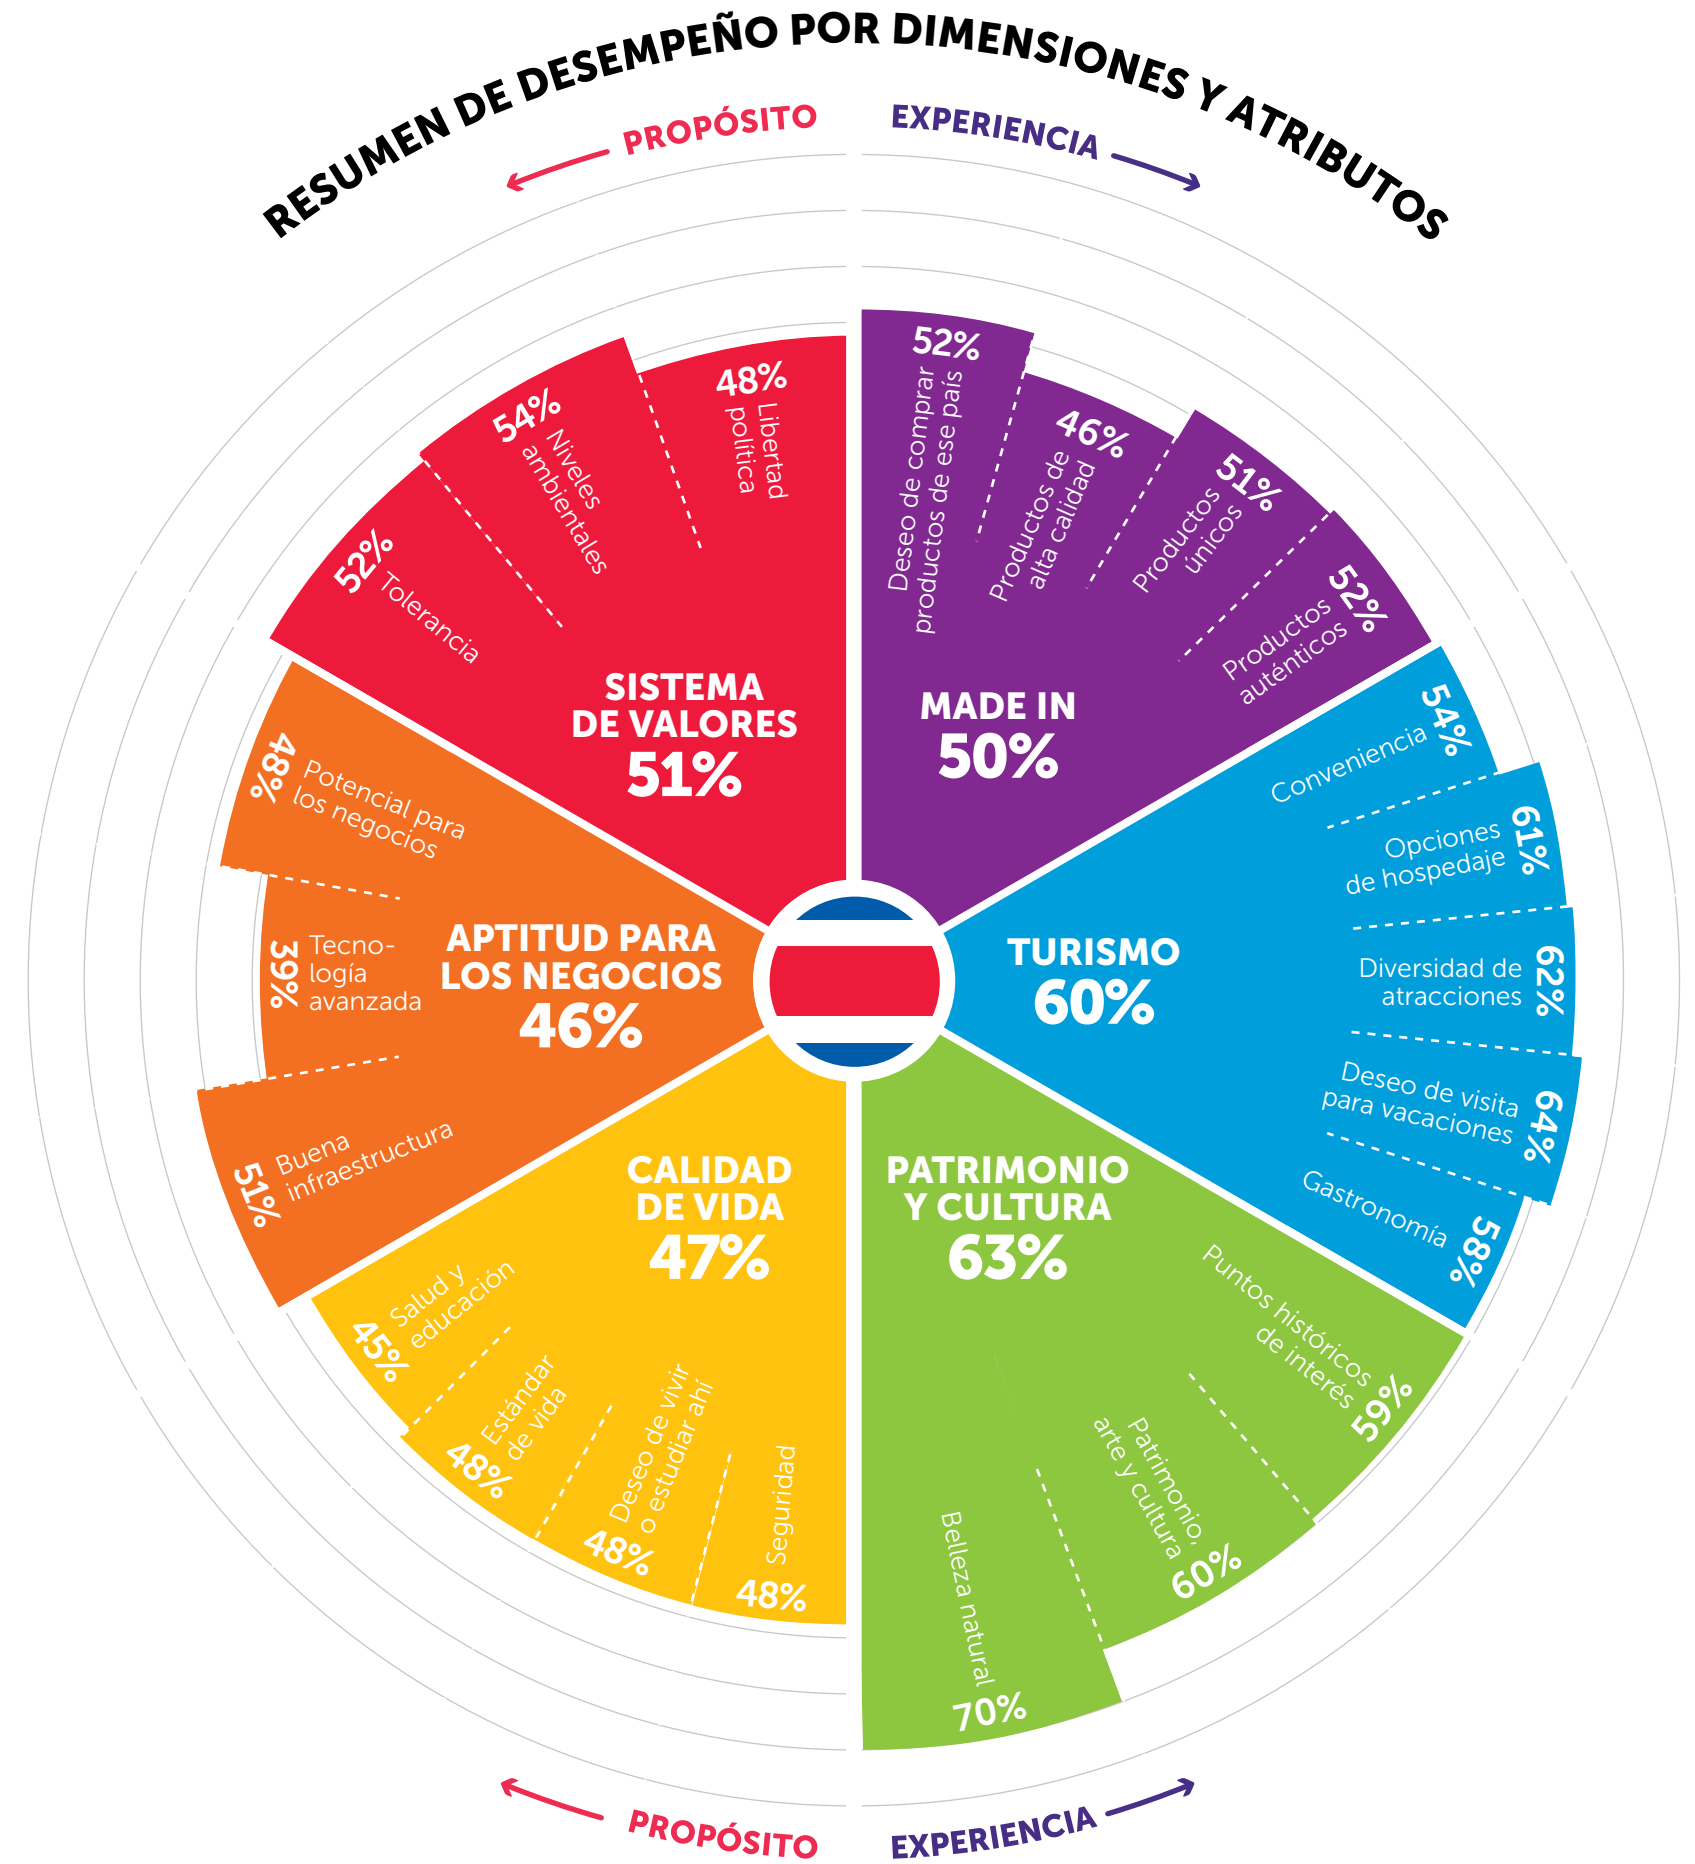 RESUMEN DE DESEMPEÑO POR DIMENSIONES Y ATRIBUTOS
PROPÓSITO
EXPERIENCIA
52%
Deseo de comprar
productos de ese país
46%
Productos de
alta calidad
51%
Productos
únicos
52%
Productos
auténticos
MADE IN
50%
54%
Conveniencia
61%
Opciones
de hospedaje
62%
Diversidad de
atracciones
64%
Deseo de visita
para vacaciones
58%
Gastronomía
TURISMO
60%
PATRIMONIO
Y CULTURA
63%
Puntos históricos
de interés
59%
Patrimonio,
arte y cultura
60%
Belleza natural
70%
CALIDAD
DE VIDA
47%
Seguridad
48%
Deseo de vivir
o estudiar ahí
48%
Estándar
de vida
48%
Salud y
educación
45%
APTITUD PARA
LOS NEGOCIOS
46%
Buena
infraestructura
51%
Tecno-
logía
avanzada
39%
Potencial para
los negocios
48%
SISTEMA
DE VALORES
51%
52%
Tolerancia
54%
Niveles
ambientales
48%
Libertad
política
PROPÓSITO
EXPERIENCIA